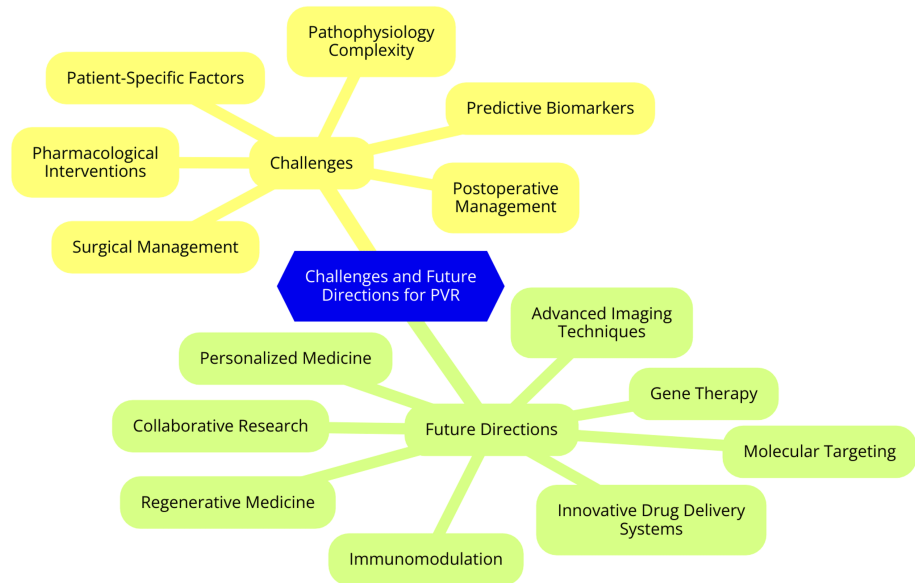 Pathophysiology
Complexity
Patient-Specific Factors
Predictive Biomarkers
Pharmacological
Interventions
Challenges
Postoperative
Management
Surgical Management
Challenges and Future
Directions for PVR
Advanced Imaging
Techniques
Personalized Medicine
Gene Therapy
Collaborative Research
Future Directions
Molecular Targeting
Regenerative Medicine
Innovative Drug Delivery
Systems
Immunomodulation